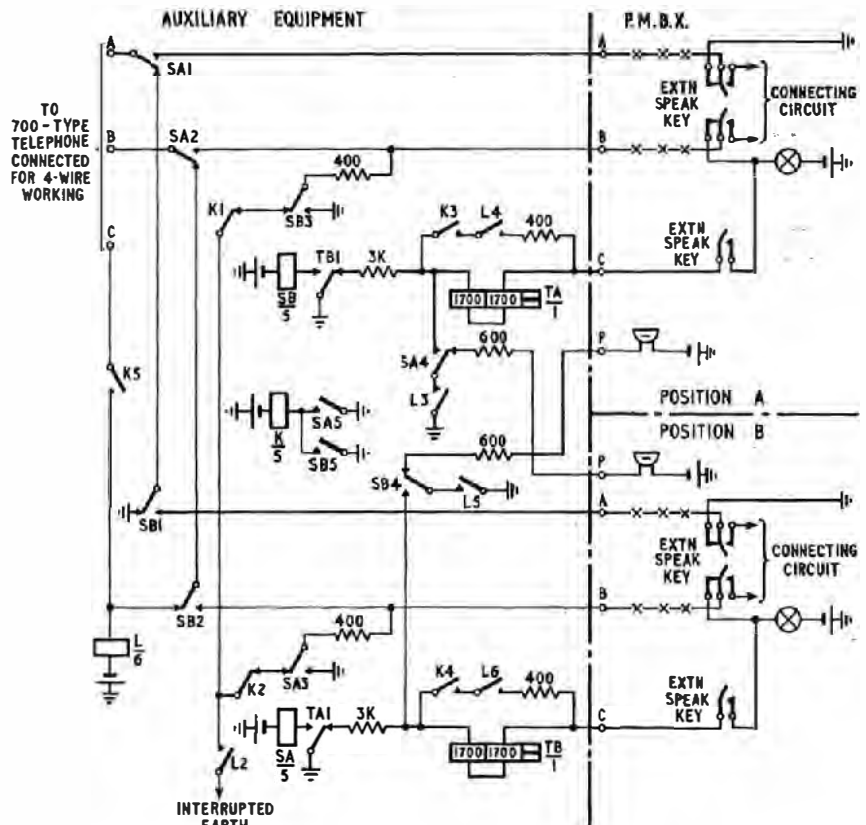 AUXILIARY EQUIPMENT
P.M.B.X.
A
SA1
A
EXTN
SPEAK
KEY
CONNECTING
CIRCUIT
TO
700-TYPE
TELEPHONE
CONNECTED
FOR 4-WIRE
WORKING
B
SA2
B
400
K1
SB3
K3
L4
400
EXTN
SPEAK
KEY
C
TB1
3K
C
SB
5
1700
1700
TA
1
SA4
600
P
K5
L3
POSITION A
POSITION B
K
5
SA5
SB5
600
P
SB4
L5
A
SB1
EXTN
SPEAK
KEY
CONNECTING
CIRCUIT
B
SB2
400
L
6
K2
SA3
K4
L6
400
EXTN
SPEAK
KEY
TA1
3K
C
SA
5
1700
1700
TB
1
L2
INTERRUPTED
EARTH